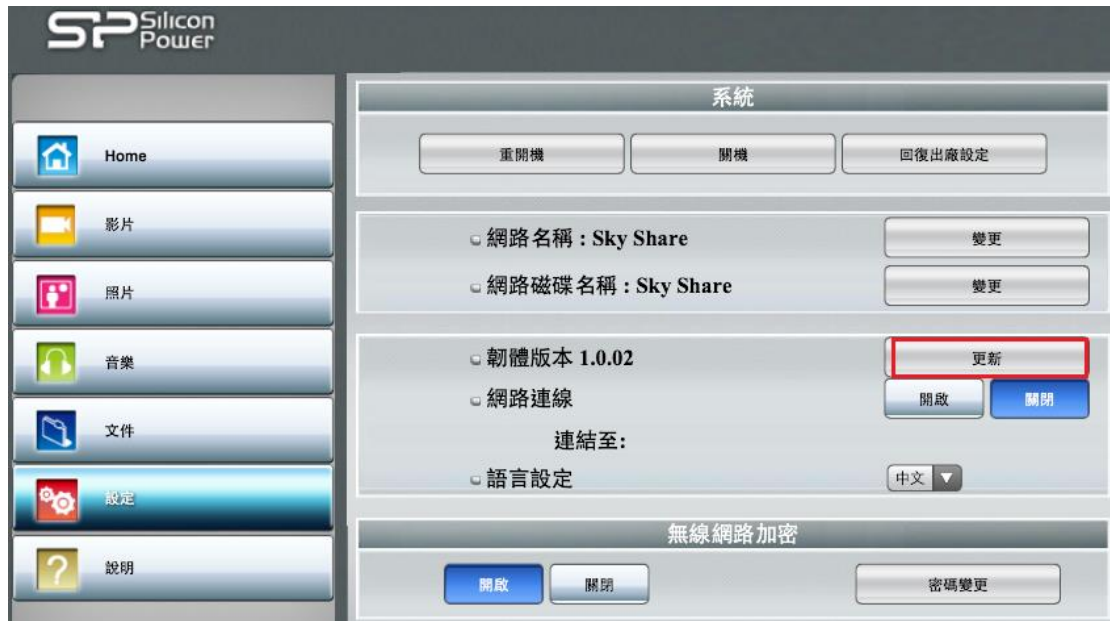 SP Silicon Power
Home
影片
照片
音樂
文件
設定
說明
系統
重開機 關機 回復出廠設定
網路名稱 : Sky Share 變更
網路磁碟名稱 : Sky Share 變更
韌體版本 1.0.02 更新
網路連線 開啟 關閉
連結至:
語言設定 中文
無線網路加密
開啟 關閉 密碼變更